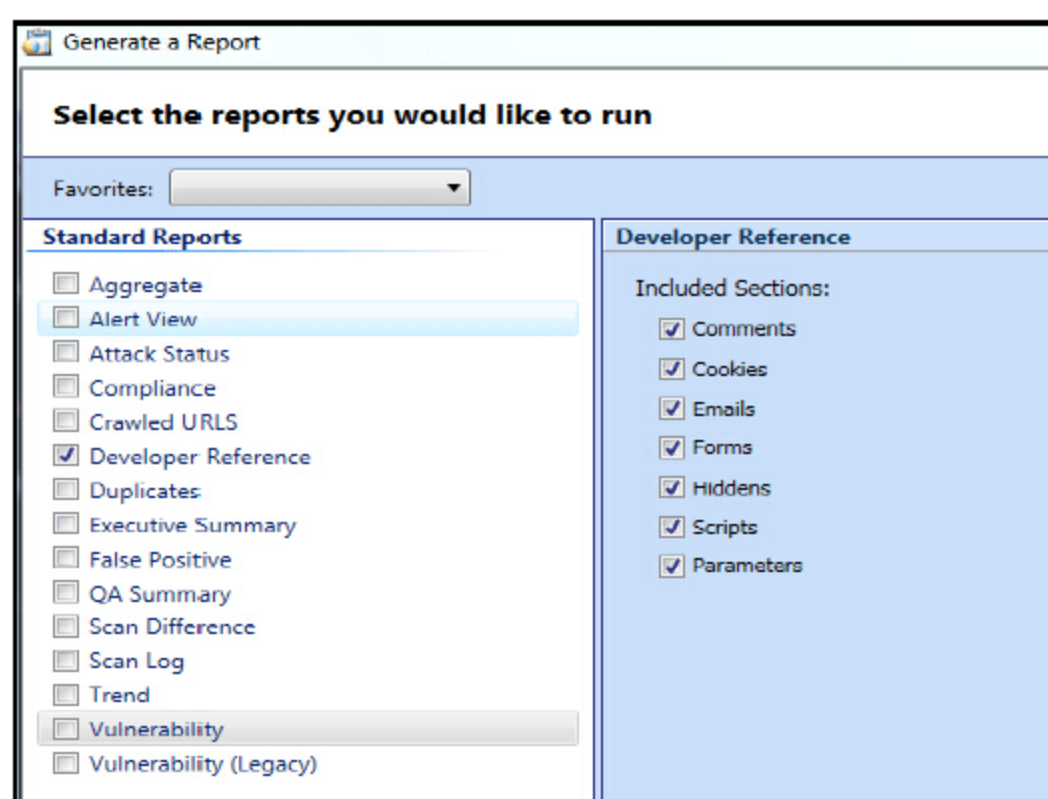 Generate a Report
Select the reports you would like to run
Favorites:
Standard Reports
Aggregate
Alert View
Attack Status
Compliance
Crawled URLS
Developer Reference
Duplicates
Executive Summary
False Positive
QA Summary
Scan Difference
Scan Log
Trend
Vulnerability
Vulnerability (Legacy)
Developer Reference
Included Sections:
Comments
Cookies
Emails
Forms
Hiddens
Scripts
Parameters